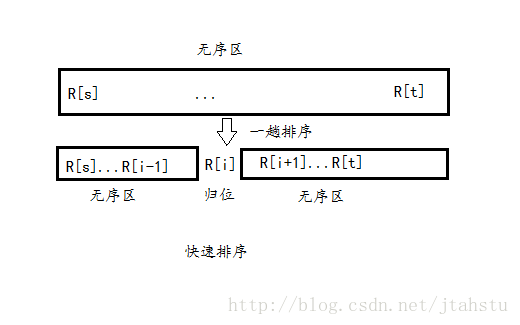 无序区
R[s] ... R[t]
一趟排序
R[s]...R[i-1] R[i] R[i+1]...R[t]
无序区 归位 无序区
快速排序
http://blog.csdn.net/jtahstu